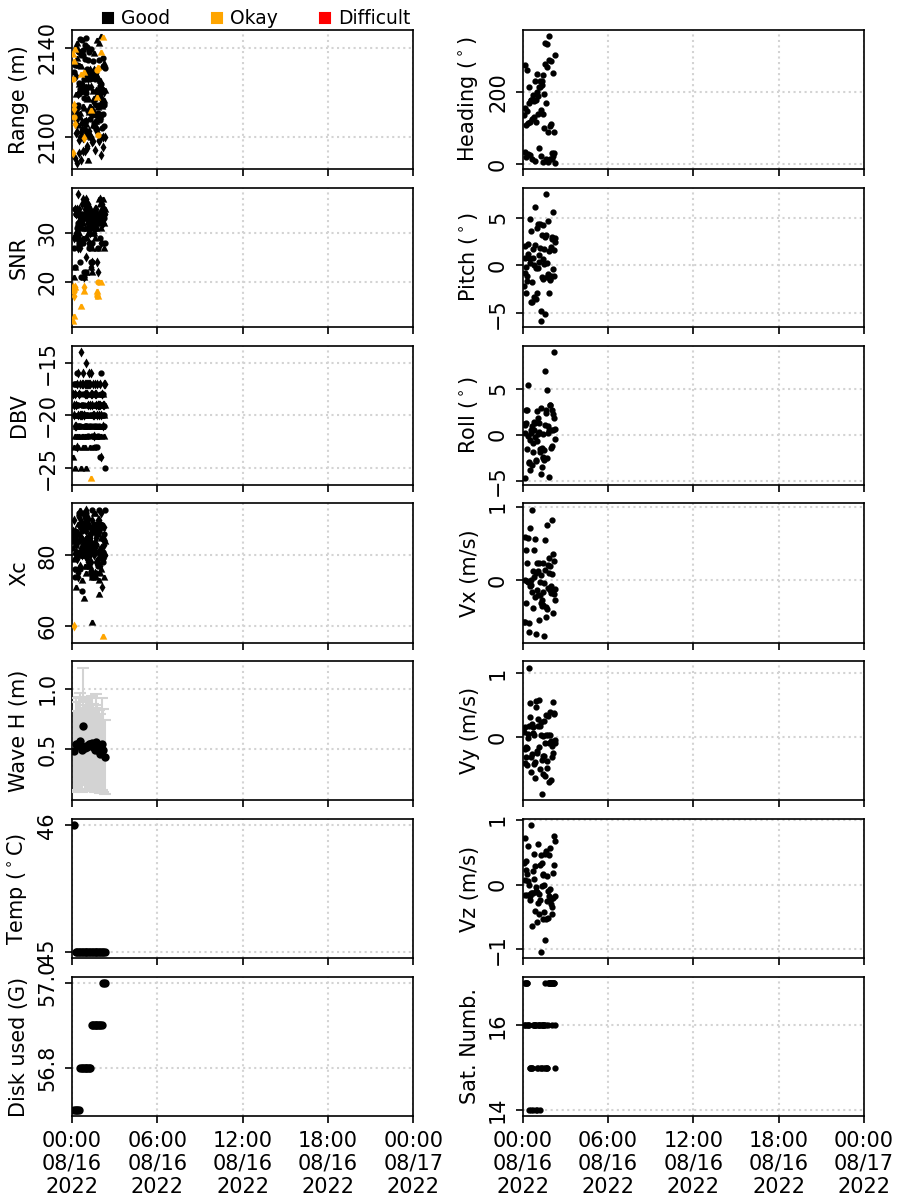 Good Okay Difficult
Range (m)
2140
2100
Heading (°)
200
0
SNR
30
20
Pitch (°)
5
0
−5
DBV
−15
−20
−25
Roll (°)
5
0
−5
Xc
80
60
Vx (m/s)
1
0
Wave H (m)
1.0
0.5
Vy (m/s)
1
0
Temp (°C)
46
45
Vz (m/s)
1
0
−1
Disk used (G)
57.0
56.8
Sat. Numb.
16
14
00:00 06:00 12:00 18:00 00:00
08/16 08/16 08/16 08/16 08/17
2022 2022 2022 2022 2022
00:00 06:00 12:00 18:00 00:00
08/16 08/16 08/16 08/16 08/17
2022 2022 2022 2022 2022